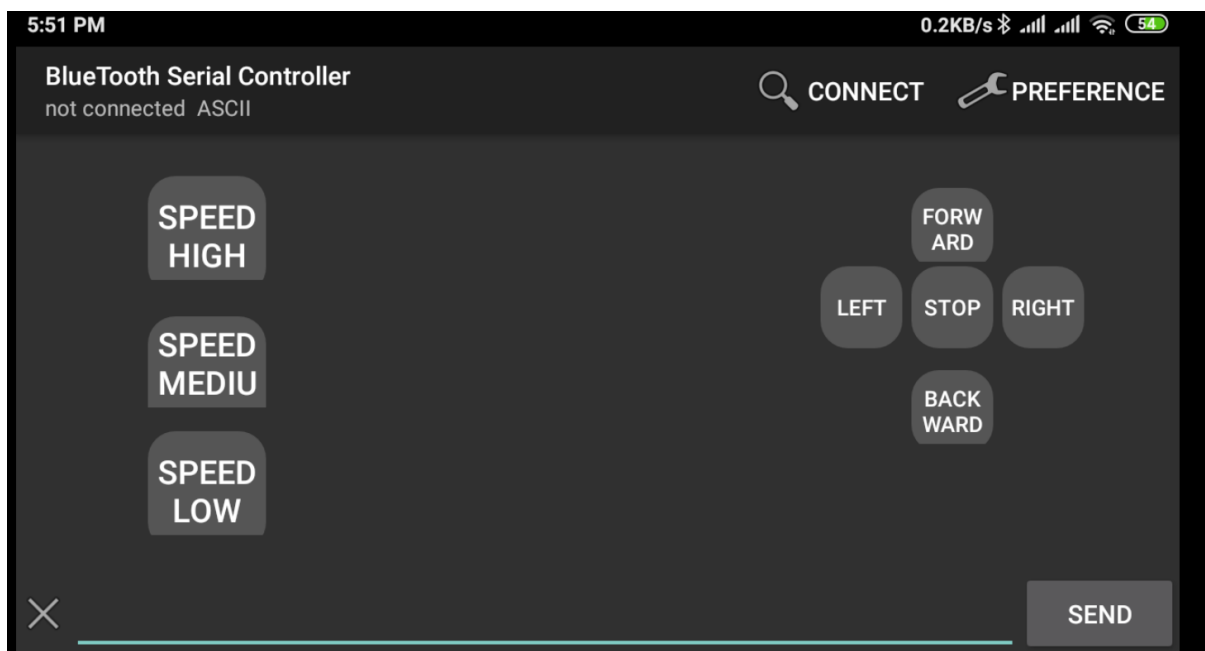 5:51 PM
0.2KB/s
54
BlueTooth Serial Controller
not connected ASCII
CONNECT
PREFERENCE
SPEED
HIGH
SPEED
MEDIU
SPEED
LOW
FORW
ARD
LEFT
STOP
RIGHT
BACK
WARD
SEND